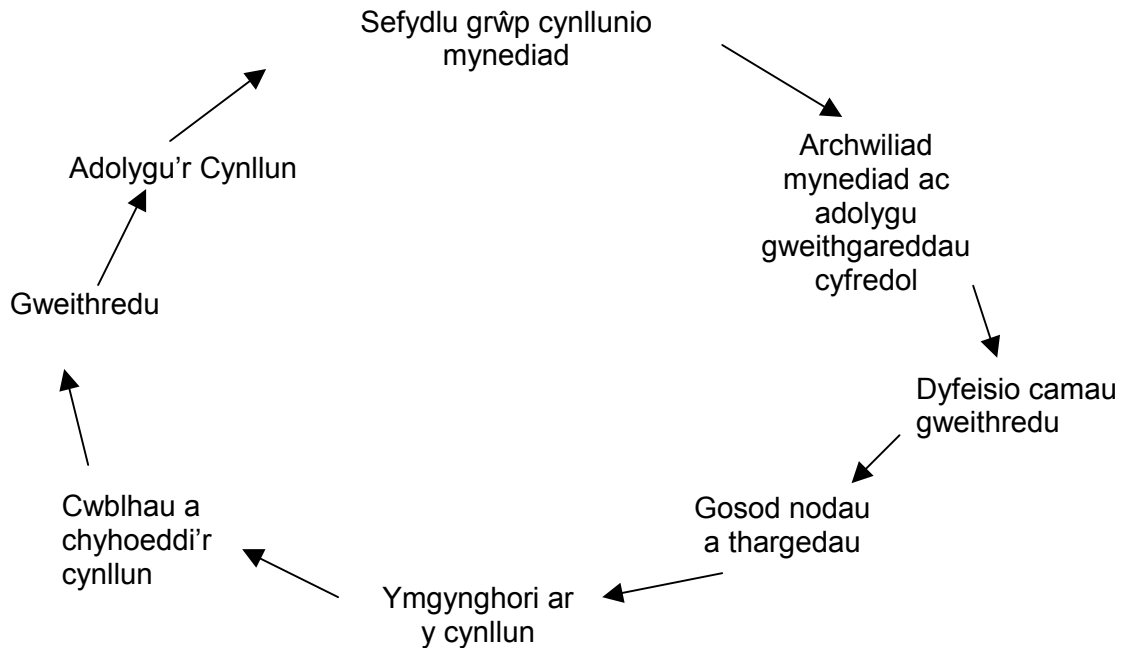 Sefydlu grŵp cynllunio
mynediad
Archwiliad
mynediad ac
adolygu
gweithgareddau
cyfredol
Dyfeisio camau
gweithredu
Gosod nodau
a thargedau
Ymgynghori ar
y cynllun
Cwblhau a
chyhoeddi’r
cynllun
Gweithredu
Adolygu’r Cynllun